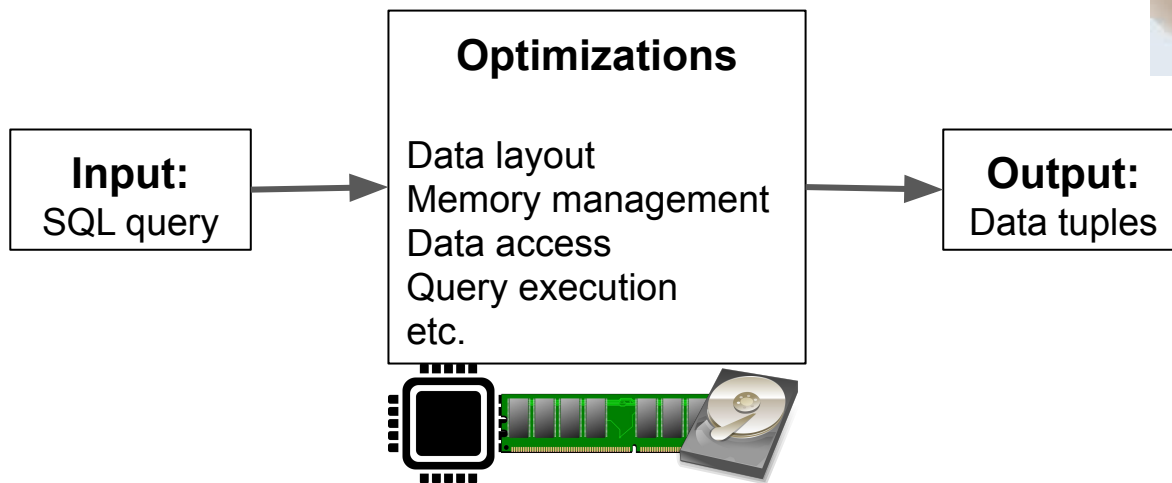 Input:
SQL query
Optimizations
Data layout
Memory management
Data access
Query execution
etc.
Output:
Data tuples